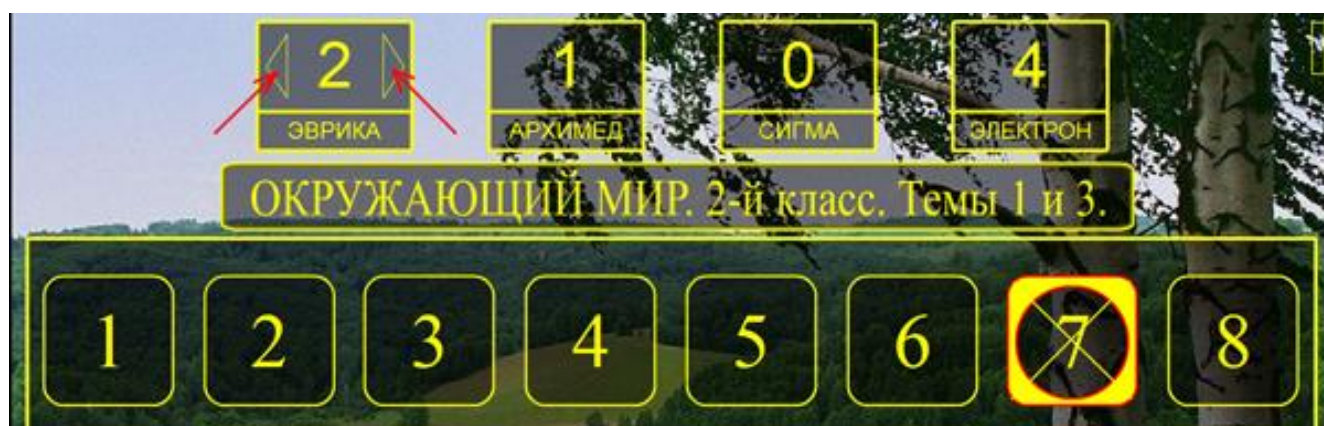 2 1 0 4
ЭВРИКА АРХИМЕД СИГМА ЭЛЕКТРОН
ОКРУЖАЮЩИЙ МИР. 2-й класс. Темы 1 и 3.
1 2 3 4 5 6 7 8